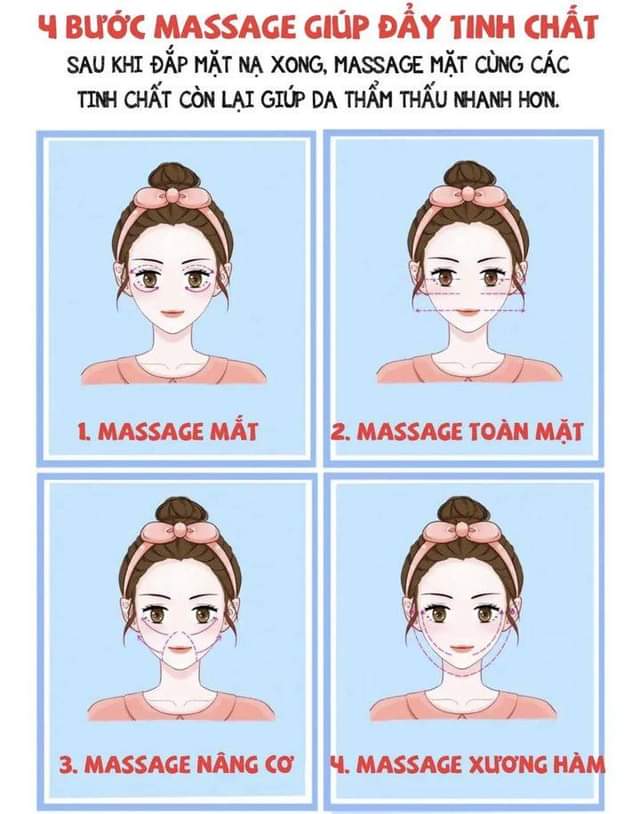 4 BƯỚC MASSAGE GIÚP ĐẨY TINH CHẤT
SAU KHI ĐẮP MẶT NẠ XONG, MASSAGE MẶT CÙNG CÁC
TINH CHẤT CÒN LẠI GIÚP DA THẨM THẤU NHANH HƠN.
1. MASSAGE MẮT
2. MASSAGE TOÀN MẶT
3. MASSAGE NÂNG CƠ
4. MASSAGE XƯƠNG HÀM